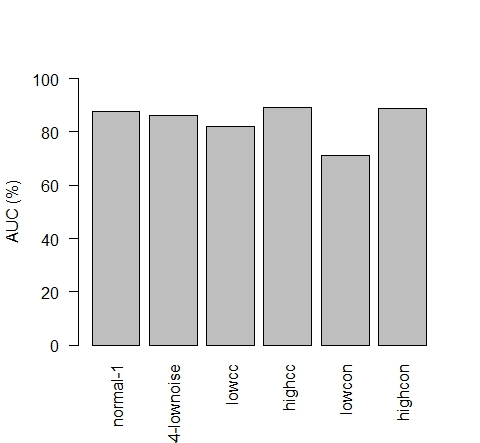 100
80
60
40
20
0
AUC (%)
normal-1
4-lownoise
lowcc
highcc
lowcon
highcon